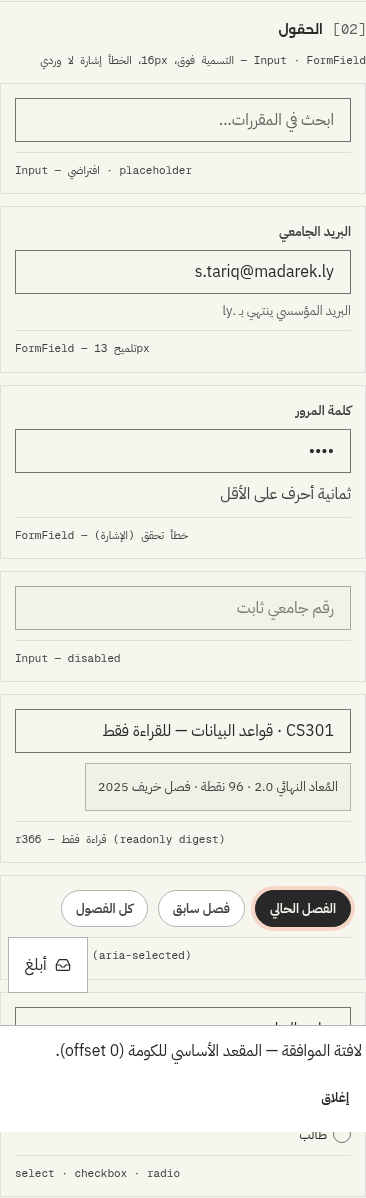 [02] الحقول
Input · FormField — التسمية فوق، 16px، الخطأ إشارة لا وردي
ابحث في المقررات...
Input — افتراضي · placeholder
البريد الجامعي
s.tariq@madarek.ly
البريد المؤسسي ينتهي بـ .ly
FormField — 13 تلميحpx
كلمة المرور
••••
ثمانية أحرف على الأقل
FormField — خطأ تحقق (الإشارة)
رقم جامعي ثابت
Input — disabled
CS301 · قواعد البيانات — للقراءة فقط
المُعاد النهائي 2.0 · 96 نقطة · فصل خريف 2025
r366 — قراءة فقط (readonly digest)
الفصل الحالي
فصل سابق
كل الفصول
(aria-selected)
أبلغ
لافتة الموافقة — المقعد الأساسي للكومة (offset 0).
إغلاق
طالب
select · checkbox · radio